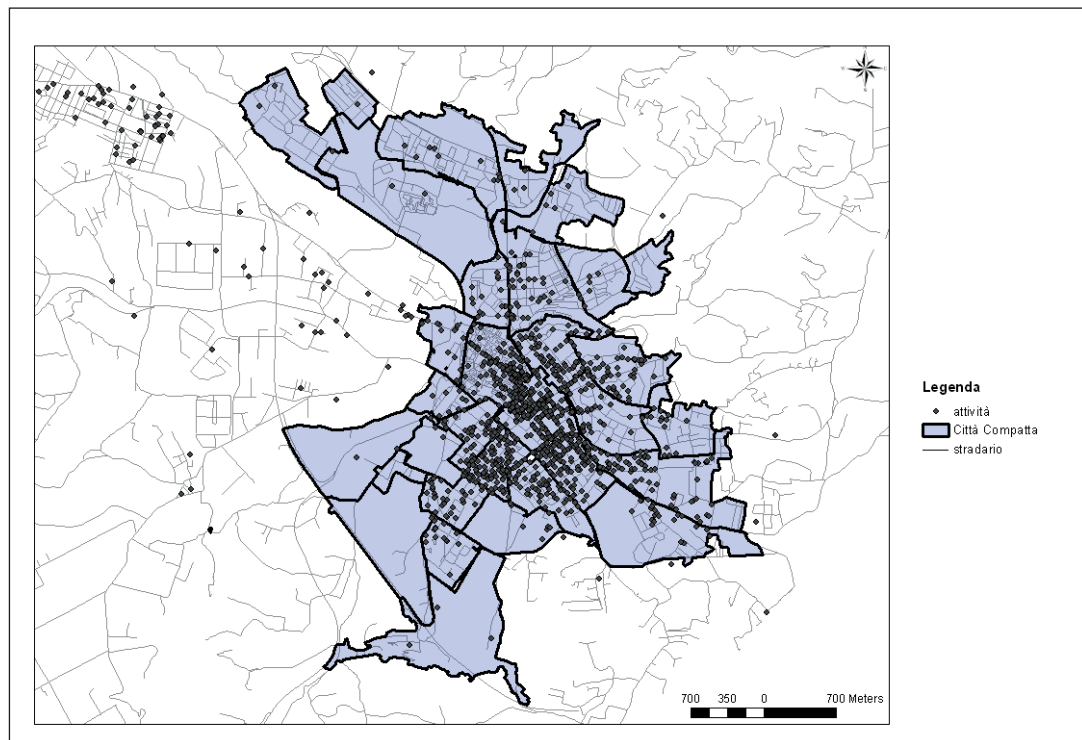 Legenda
attività
Città Compatta
stradario
700 350 0 700 Meters